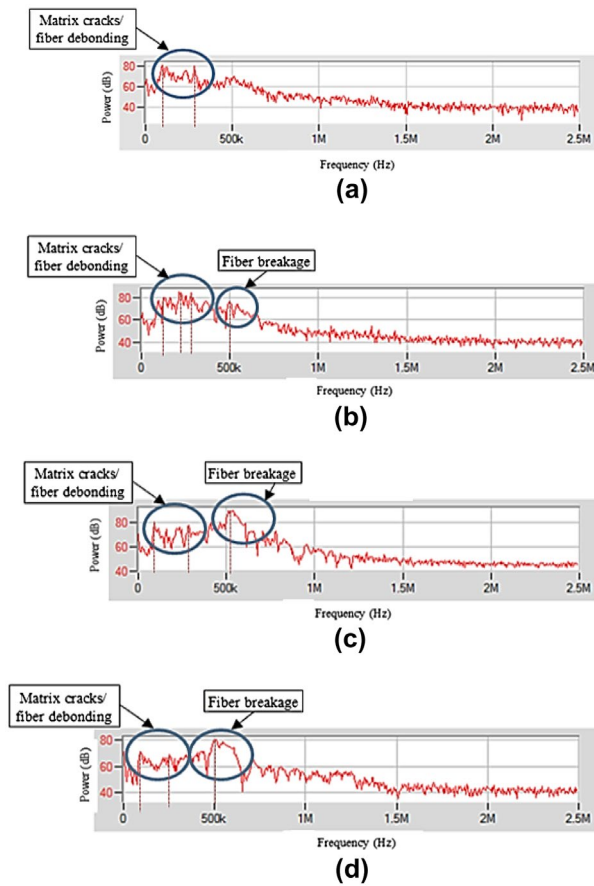 Matrix cracks/
fiber debonding
Power (dB)
80
60
40
0 500k 1M 2M 2.5M
Frequency (Hz)
(a)
Matrix cracks/
fiber debonding
Fiber breakage
Power (dB)
80
60
40
0 500k 1M 1.5M 2M 2.5M
Frequency (Hz)
(b)
Matrix cracks/
fiber debonding
Fiber breakage
Power (dB)
80
60
40
0 500k 1M 1.5M 2M 2.5M
Frequency (Hz)
(c)
Matrix cracks/
fiber debonding
Fiber breakage
Power (dB)
80
60
40
0 500k 1M 1.5M 2M 2.5M
Frequency (Hz)
(d)